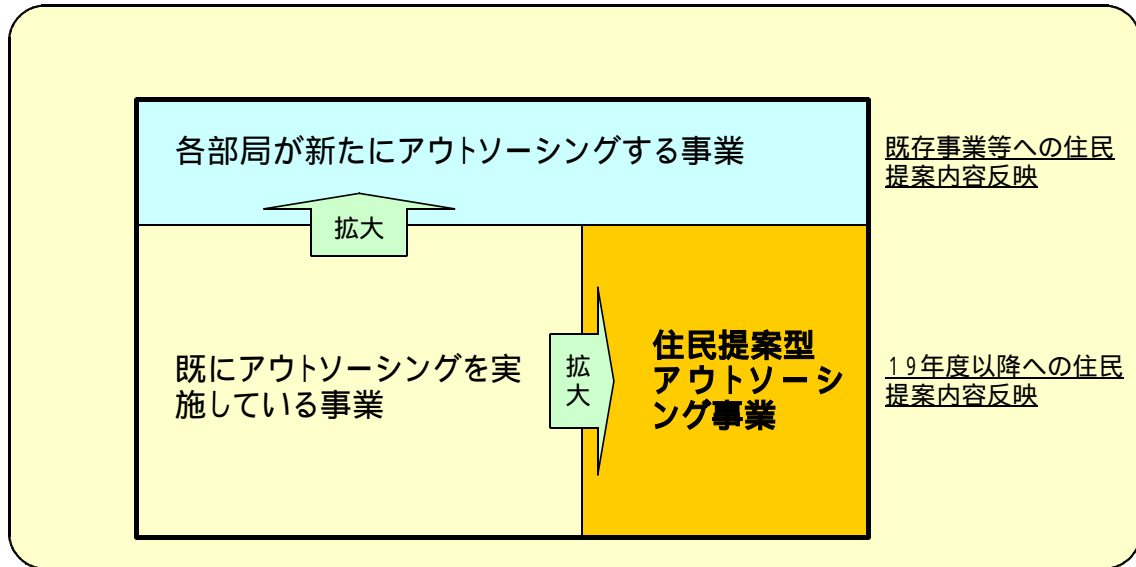 各部局が新たにアウトソーシングする事業
既存事業等への住民
提案内容反映
拡大
既にアウトソーシングを実
施している事業
拡
大
住民提案型
アウトソーシ
ング事業
19年度以降への住民
提案内容反映